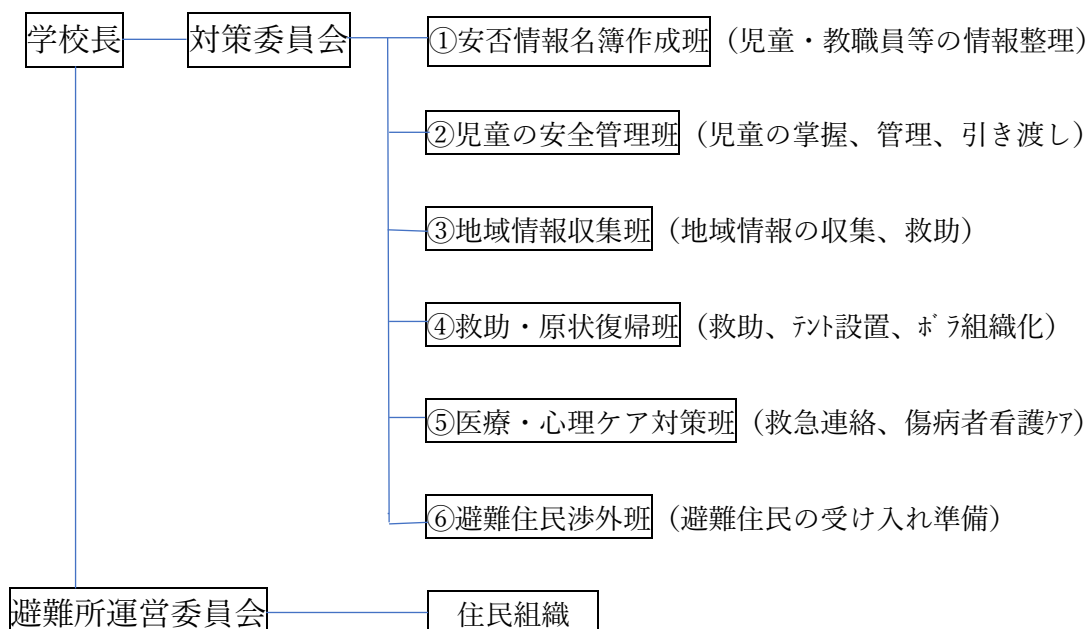 学校長 対策委員会 ①安否情報名簿作成班（児童・教職員等の情報整理）
②児童の安全管理班（児童の掌握、管理、引き渡し）
③地域情報収集班（地域情報の収集、救助）
④救助・原状復帰班（救助、ﾃﾝﾄ設置、ﾎﾞﾗ組織化）
⑤医療・心理ケア対策班（救急連絡、傷病者看護ｹｱ）
⑥避難住民渉外班（避難住民の受け入れ準備）
避難所運営委員会 住民組織